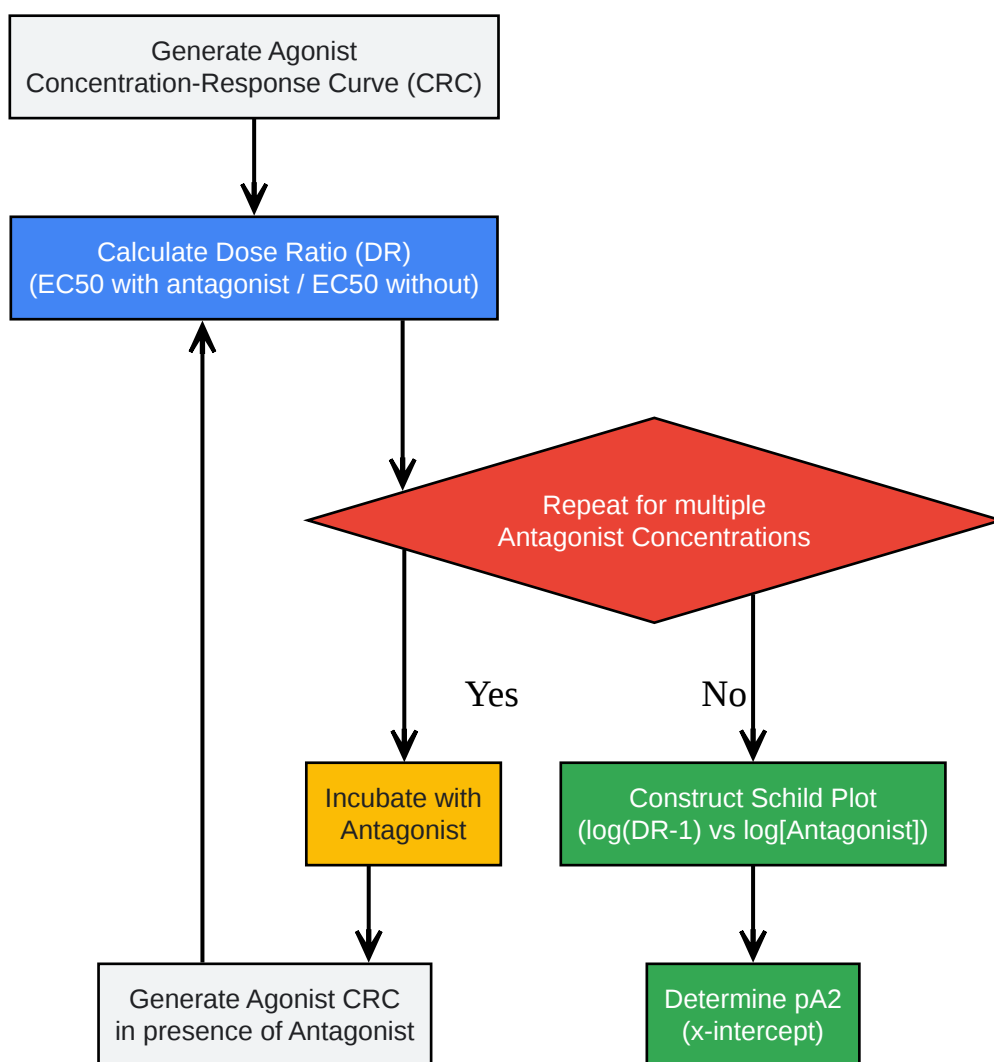 Generate Agonist
Concentration-Response Curve (CRC)
Calculate Dose Ratio (DR)
(EC50 with antagonist / EC50 without)
Repeat for multiple
Antagonist Concentrations
Yes
No
Incubate with
Antagonist
Construct Schild Plot
(log(DR-1) vs log[Antagonist])
Generate Agonist CRC
in presence of Antagonist
Determine pA2
(x-intercept)